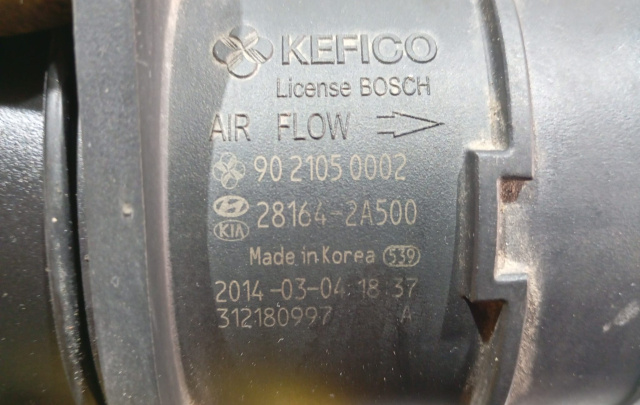 KEFICO
License BOSCH
AIR FLOW
90 2105 0002
28164-2A500
KIA
Made in Korea 539
2014-03-04 18:37
312180997 A